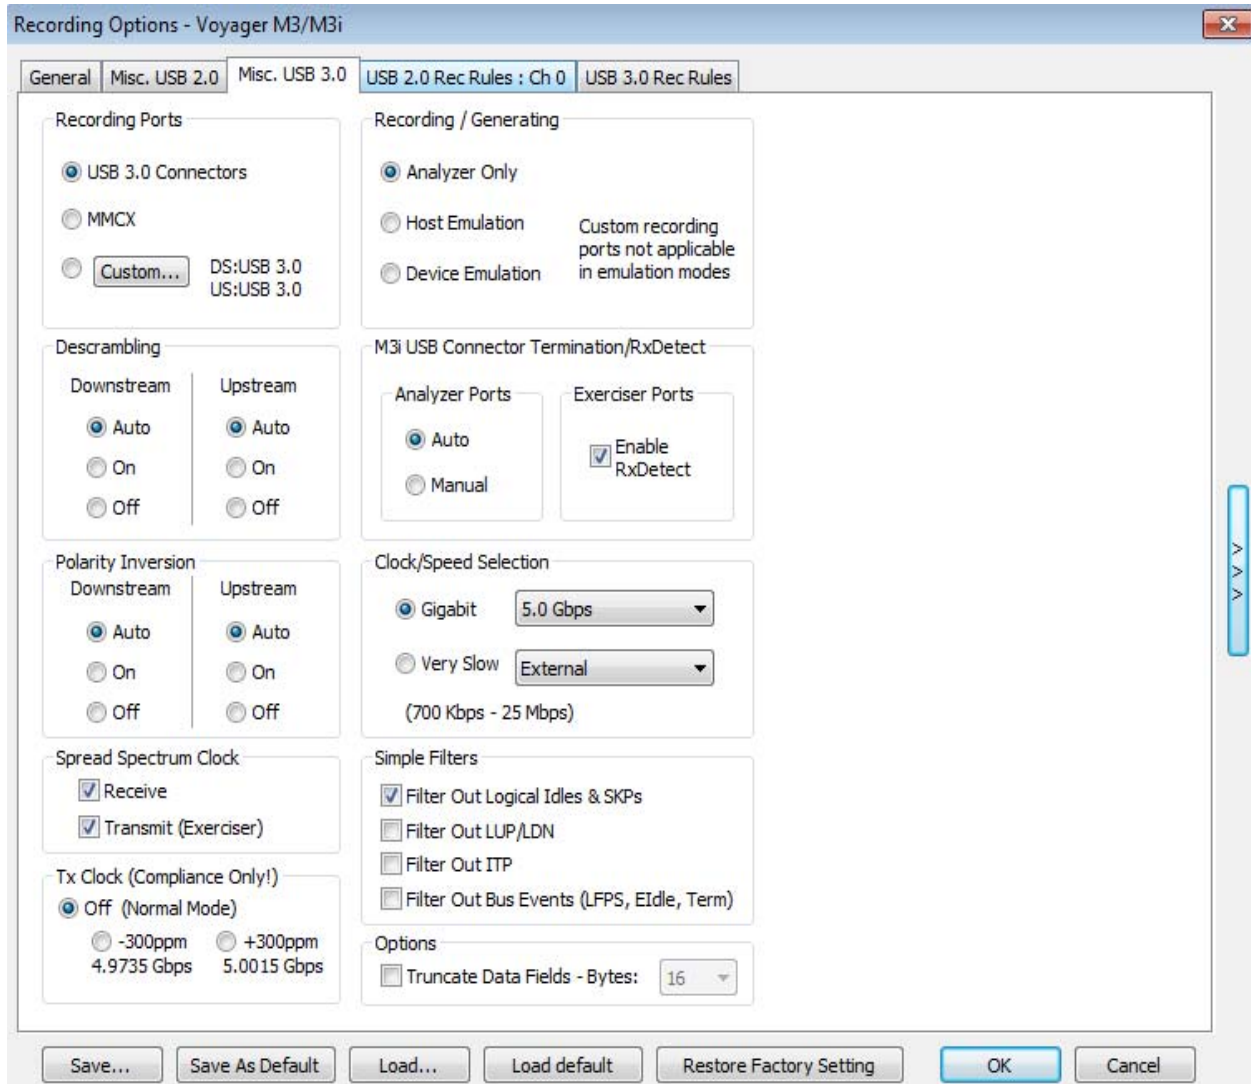 Recording Options - Voyager M3/M3i
General
Misc. USB 2.0
Misc. USB 3.0
USB 2.0 Rec Rules : Ch 0
USB 3.0 Rec Rules
Recording Ports
USB 3.0 Connectors
MMCX
Custom...
DS:USB 3.0
US:USB 3.0
Recording / Generating
Analyzer Only
Host Emulation
Device Emulation
Custom recording
ports not applicable
in emulation modes
Descrambling
Downstream
Auto
On
Off
Upstream
Auto
On
Off
M3i USB Connector Termination/RxDetect
Analyzer Ports
Auto
Manual
Exerciser Ports
Enable
RxDetect
Polarity Inversion
Downstream
Auto
On
Off
Upstream
Auto
On
Off
Clock/Speed Selection
Gigabit
5.0 Gbps
Very Slow
External
(700 Kbps - 25 Mbps)
Spread Spectrum Clock
Receive
Transmit (Exerciser)
Simple Filters
Filter Out Logical Idles & SKPs
Filter Out LUP/LDN
Filter Out ITP
Filter Out Bus Events (LFPS, EIdle, Term)
Tx Clock (Compliance Only!)
Off (Normal Mode)
-300ppm
4.9735 Gbps
+300ppm
5.0015 Gbps
Options
Truncate Data Fields - Bytes:
16
>
>
>
Save...
Save As Default
Load...
Load default
Restore Factory Setting
OK
Cancel